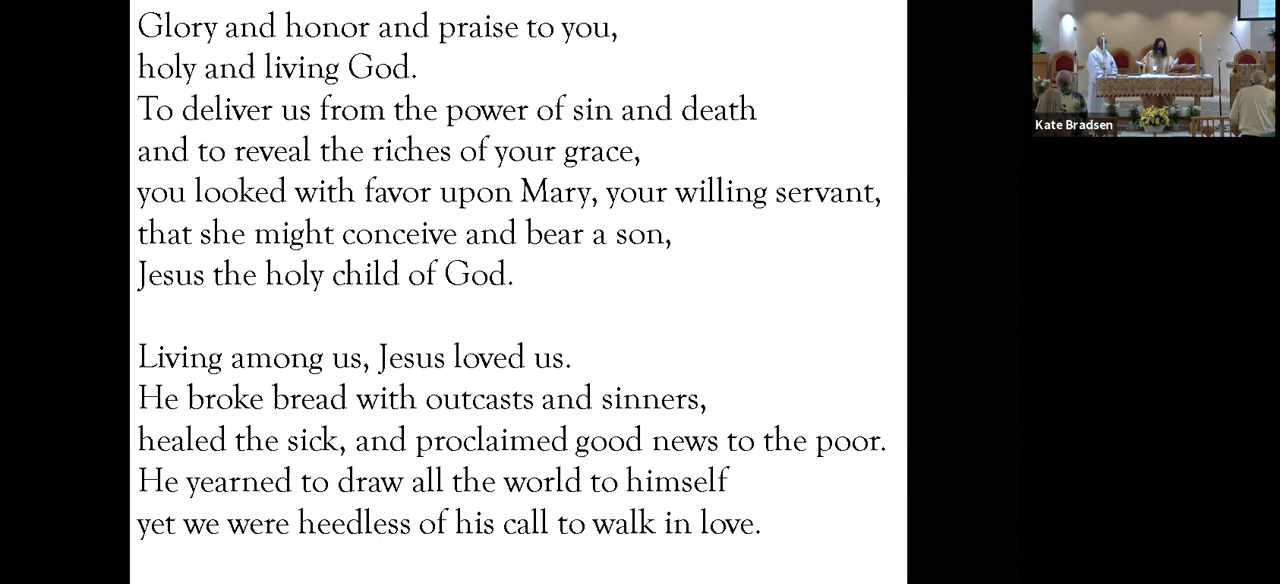 Glory and honor and praise to you,
holy and living God.
To deliver us from the power of sin and death
and to reveal the riches of your grace,
you looked with favor upon Mary, your willing servant,
that she might conceive and bear a son,
Jesus the holy child of God.
Living among us, Jesus loved us.
He broke bread with outcasts and sinners,
healed the sick, and proclaimed good news to the poor.
He yearned to draw all the world to himself
yet we were heedless of his call to walk in love.
Kate Bradsen